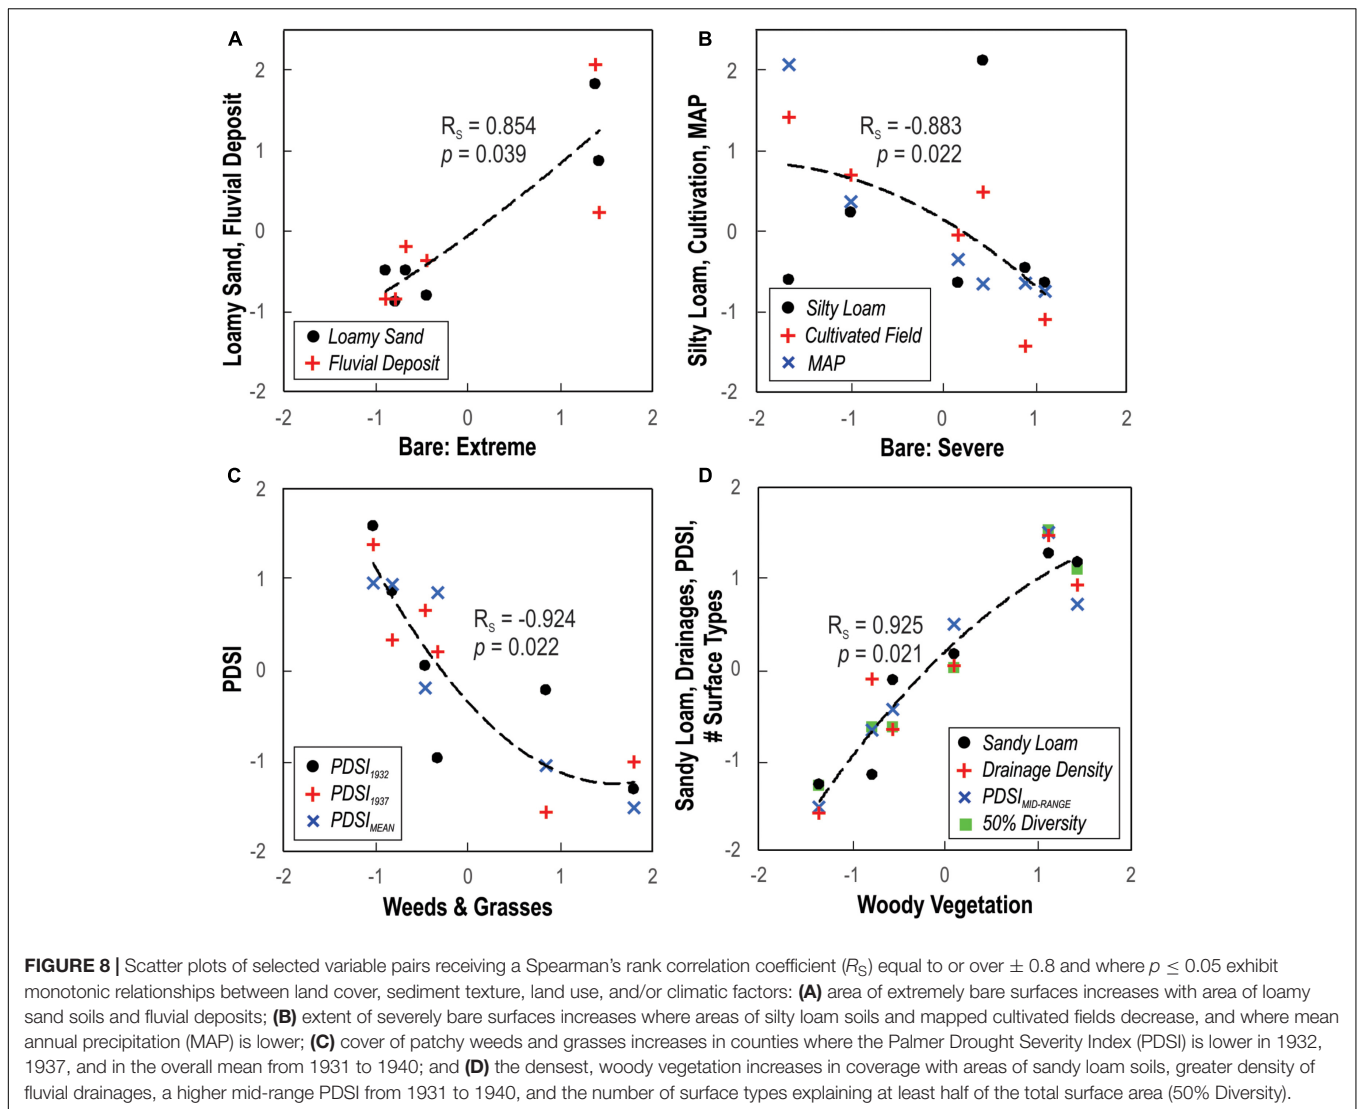 A
Loamy Sand, Fluvial Deposit
2
1
0
-1
-2
R_S = 0.854
p = 0.039
Loamy Sand
Fluvial Deposit
-2 -1 0 1 2
Bare: Extreme
B
Silty Loam, Cultivation, MAP
2
1
0
-1
-2
R_S = -0.883
p = 0.022
Silty Loam
Cultivated Field
MAP
-2 -1 0 1 2
Bare: Severe
C
PDSI
2
1
0
-1
-2
R_S = -0.924
p = 0.022
PDSI_1932
PDSI_1937
PDSI_MEAN
-2 -1 0 1 2
Weeds & Grasses
D
Sandy Loam, Drainages, PDSI,
# Surface Types
2
1
0
-1
-2
R_S = 0.925
p = 0.021
Sandy Loam
Drainage Density
PDSI_MID-RANGE
50% Diversity
-2 -1 0 1 2
Woody Vegetation
FIGURE 8 | Scatter plots of selected variable pairs receiving a Spearman's rank correlation coefficient (R_S) equal to or over ± 0.8 and where p ≤ 0.05 exhibit
monotonic relationships between land cover, sediment texture, land use, and/or climatic factors: (A) area of extremely bare surfaces increases with area of loamy
sand soils and fluvial deposits; (B) extent of severely bare surfaces increases where areas of silty loam soils and mapped cultivated fields decrease, and where mean
annual precipitation (MAP) is lower; (C) cover of patchy weeds and grasses increases in counties where the Palmer Drought Severity Index (PDSI) is lower in 1932,
1937, and in the overall mean from 1931 to 1940; and (D) the densest, woody vegetation increases in coverage with areas of sandy loam soils, greater density of
fluvial drainages, a higher mid-range PDSI from 1931 to 1940, and the number of surface types explaining at least half of the total surface area (50% Diversity).